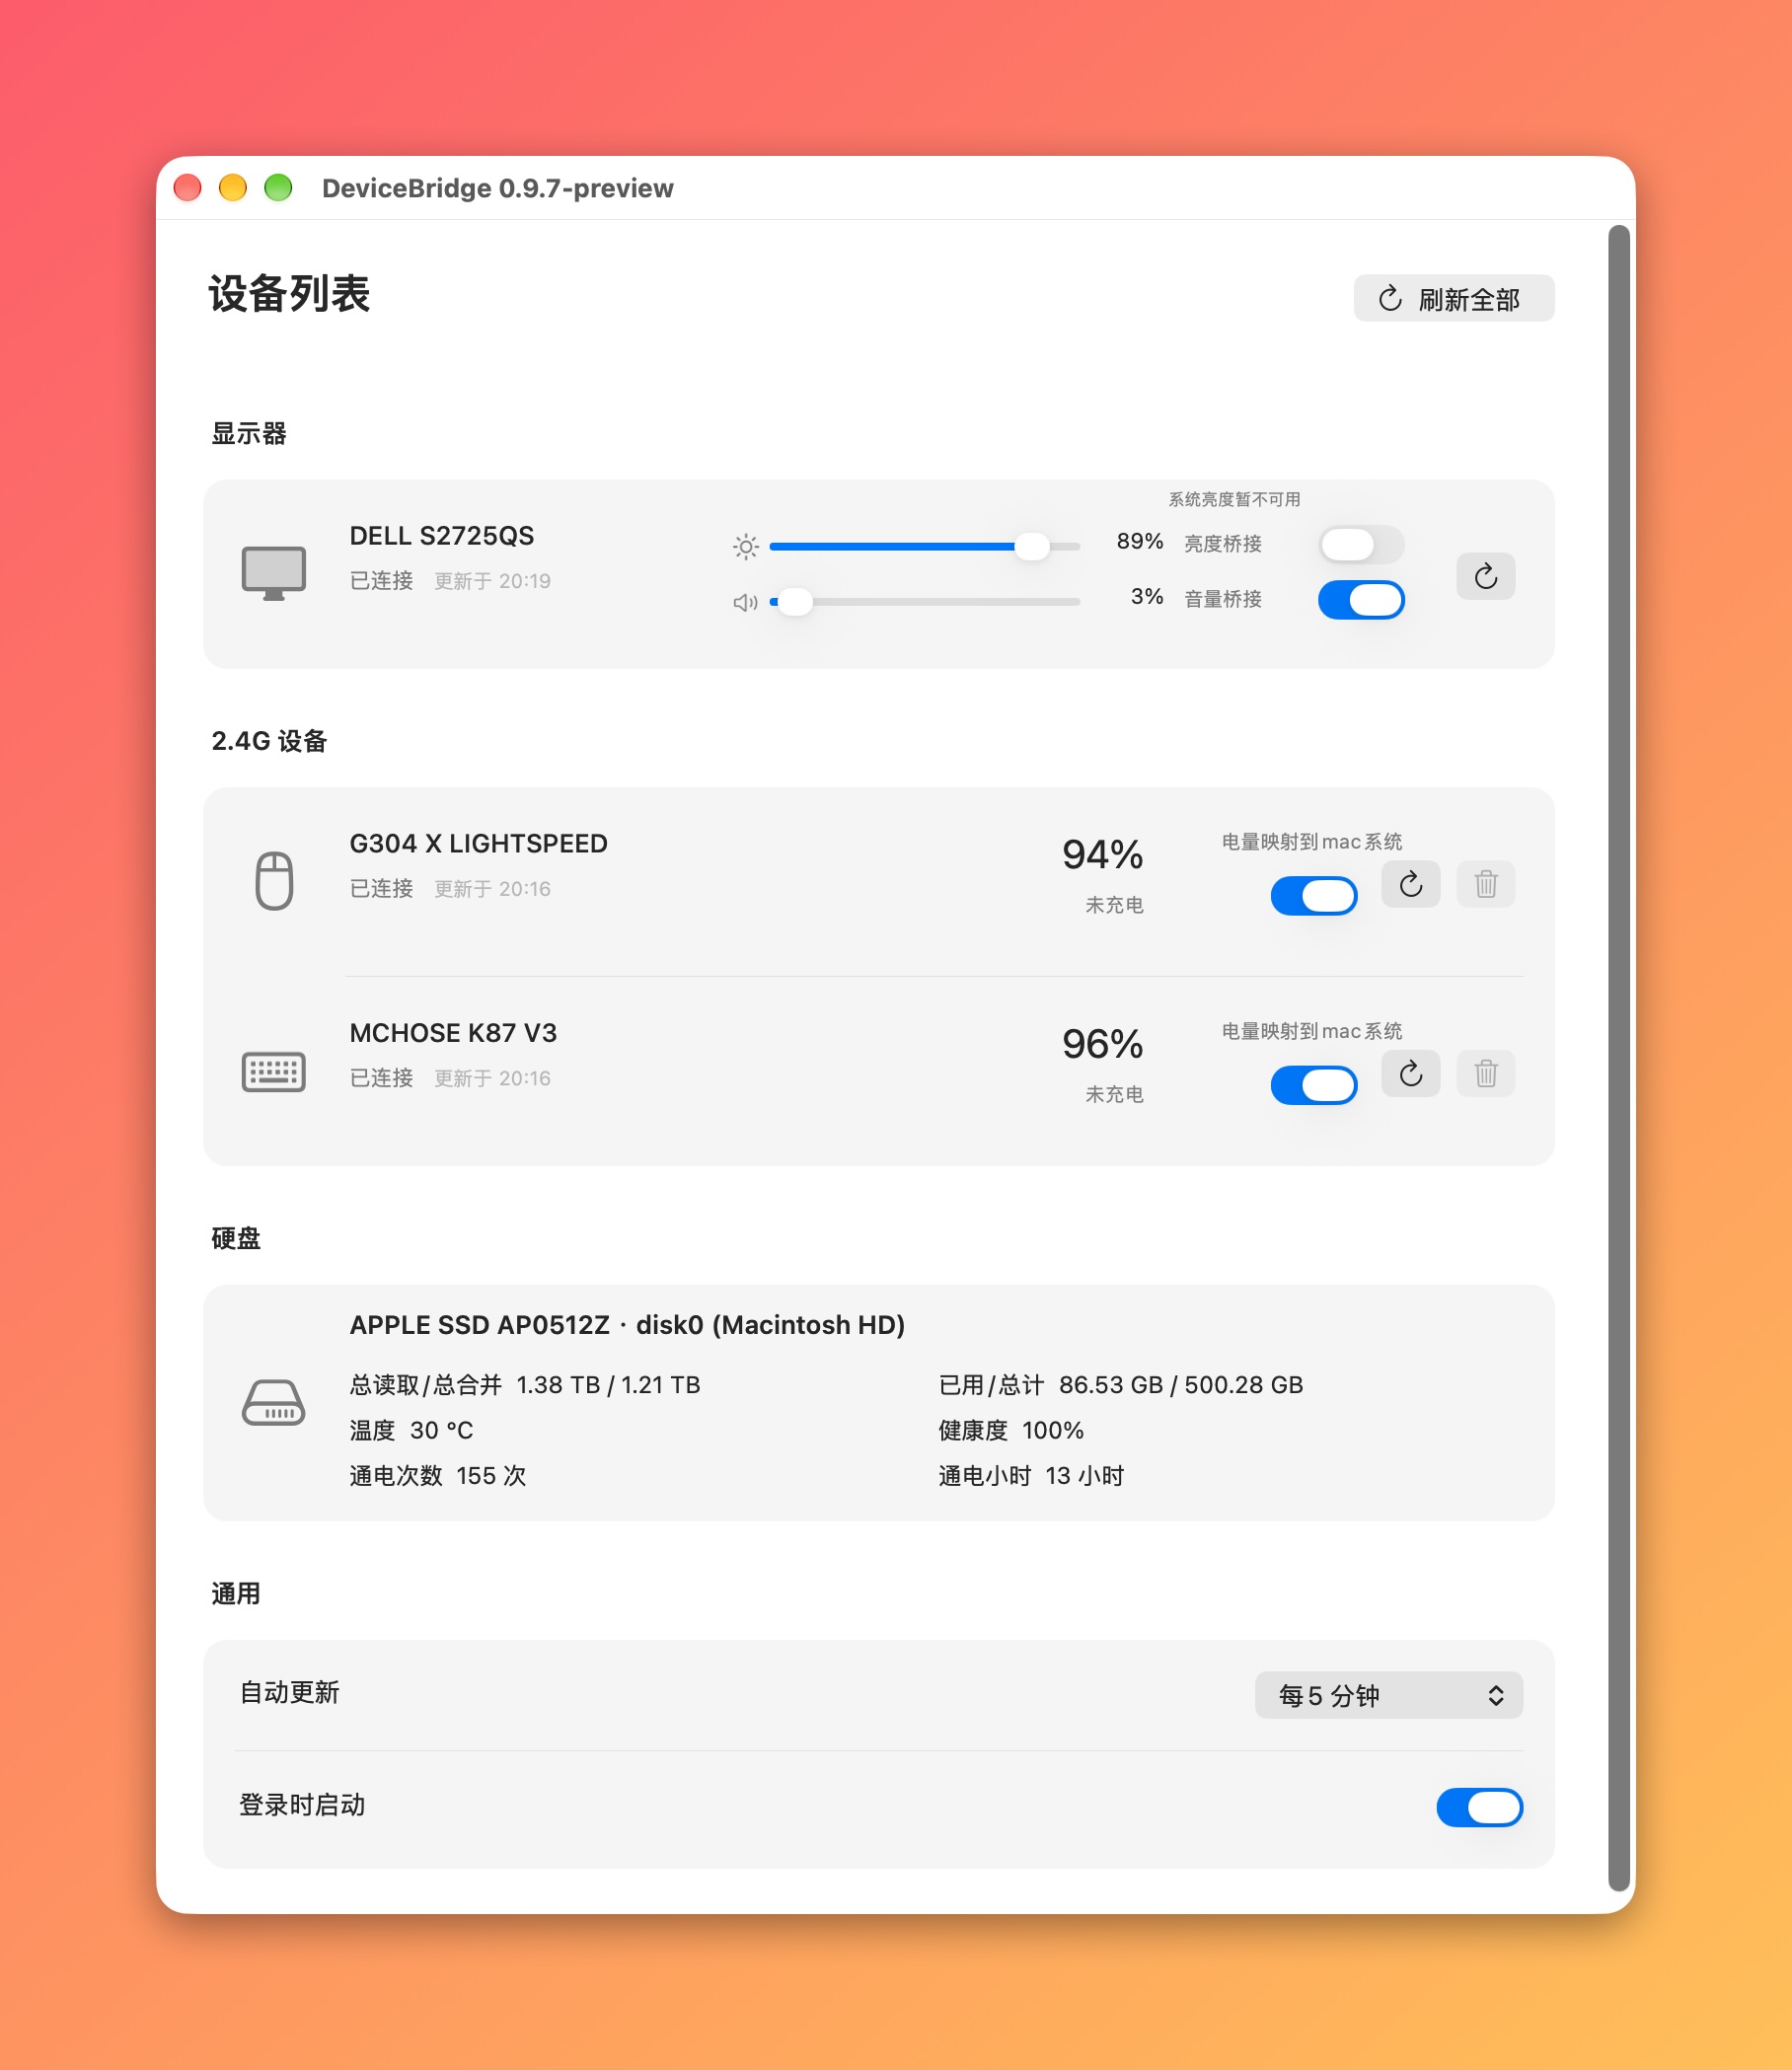 DeviceBridge 0.9.7-preview
设备列表
刷新全部
显示器
系统亮度暂不可用
DELL S2725QS
89% 亮度桥接
已连接 更新于 20:19
3% 音量桥接
2.4G 设备
G304 X LIGHTSPEED
94%
电量映射到mac系统
已连接 更新于 20:16
未充电
MCHOSE K87 V3
96%
电量映射到mac系统
已连接 更新于 20:16
未充电
硬盘
APPLE SSD AP0512Z · disk0 (Macintosh HD)
总读取/总合并 1.38 TB / 1.21 TB
已用/总计 86.53 GB / 500.28 GB
温度 30 °C
健康度 100%
通电次数 155 次
通电小时 13 小时
通用
自动更新
每5 分钟
登录时启动